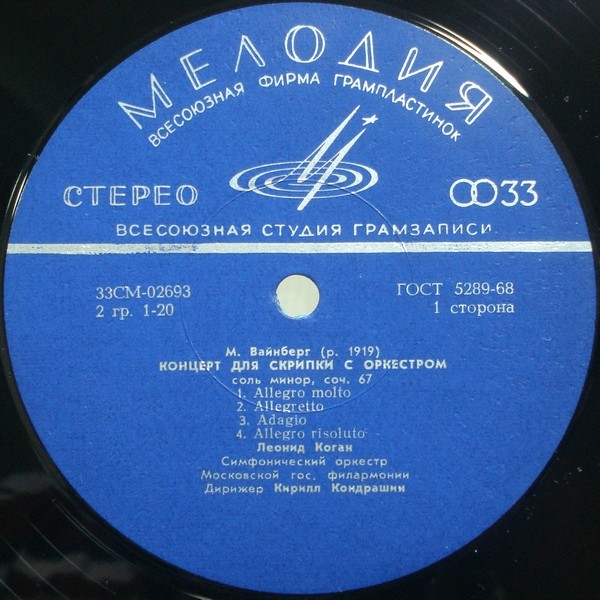 МЕЛОДИЯ
ВСЕСОЮЗНАЯ ФИРМА ГРАМПЛАСТИНОК
СТЕРЕО
33
ВСЕСОЮЗНАЯ СТУДИЯ ГРАМЗАПИСИ
33СМ-02693
ГОСТ 5289-68
2 гр. 1-20
1 сторона
М. Вайнберг (р. 1919)
КОНЦЕРТ ДЛЯ СКРИПКИ С ОРКЕСТРОМ
соль минор, соч. 67
1. Allegro molto
2. Allegretto
3. Adagio
4. Allegro risoluto
Леонид Коган
Симфонический оркестр
Московской гос. филармонии
Дирижер Кирилл Кондрашин